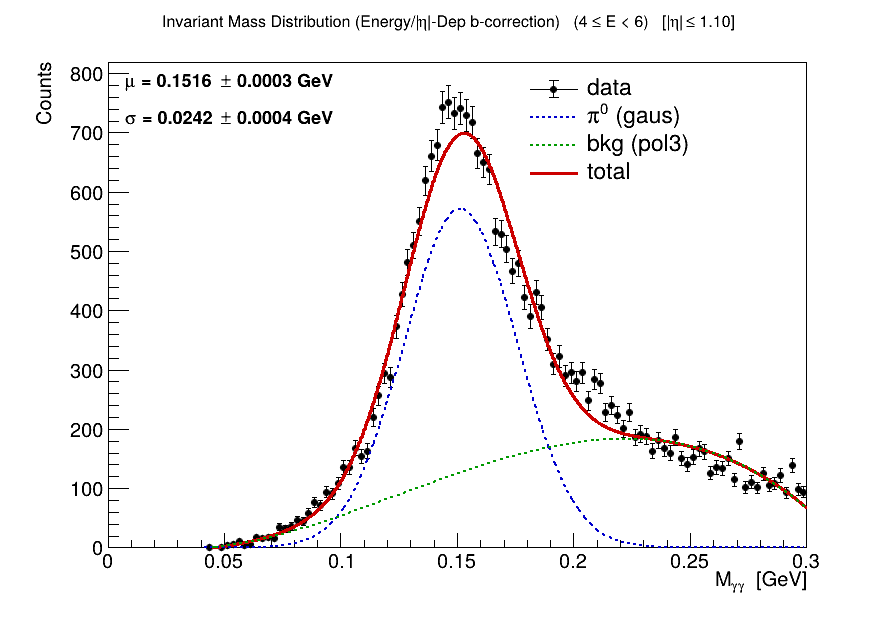 Invariant Mass Distribution (Energy/|η|-Dep b-correction) (4 ≤ E < 6) [|η| ≤ 1.10]
μ = 0.1516 ± 0.0003 GeV
σ = 0.0242 ± 0.0004 GeV
data
π⁰ (gaus)
bkg (pol3)
total
Counts
800
700
600
500
400
300
200
100
0
0 0.05 0.1 0.15 0.2 0.25 0.3
Mγγ [GeV]